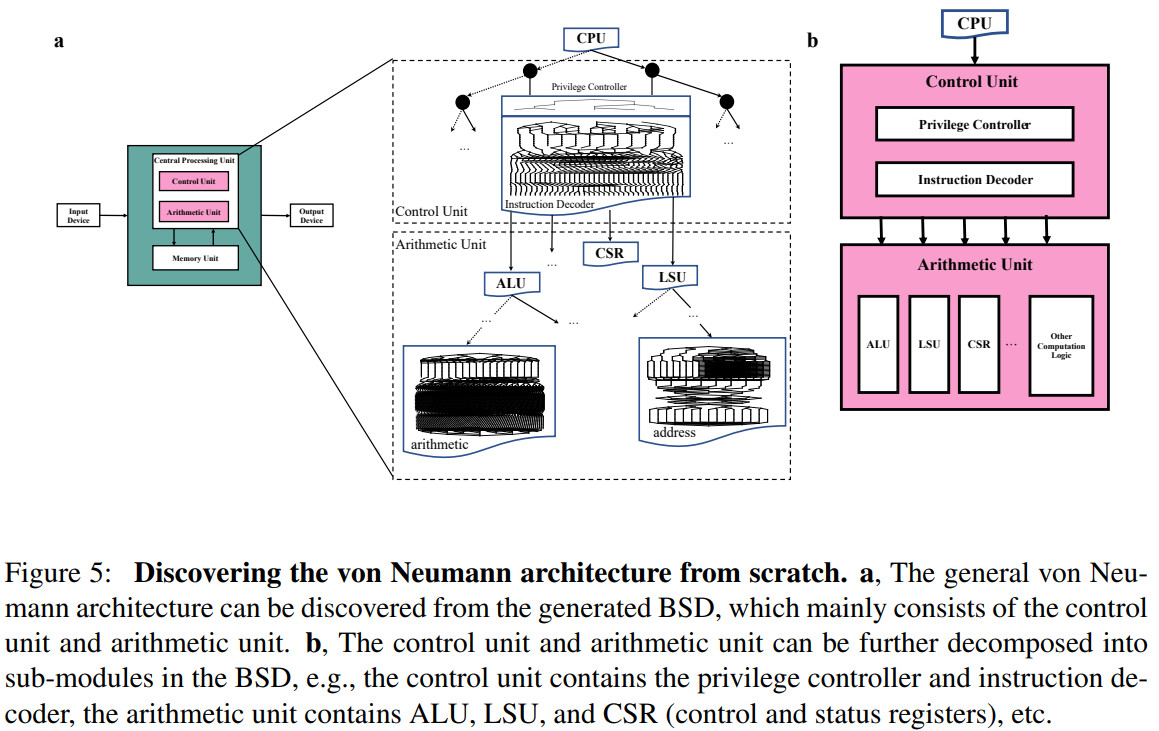 a
Central Processing Unit
Control Unit
Arithmetic Unit
Memory Unit
Input
Device
Output
Device
CPU
Privilege Controller
...
...
Instruction Decoder
Control Unit
Arithmetic Unit
...
CSR
ALU
LSU
...
...
...
arithmetic
address
b
CPU
Control Unit
Privilege Controller
Instruction Decoder
Arithmetic Unit
ALU
LSU
CSR
...
Other
Computation
Logic
Figure 5: Discovering the von Neumann architecture from scratch. a, The general von Neu-
mann architecture can be discovered from the generated BSD, which mainly consists of the control
unit and arithmetic unit. b, The control unit and arithmetic unit can be further decomposed into
sub-modules in the BSD, e.g., the control unit contains the privilege controller and instruction de-
coder, the arithmetic unit contains ALU, LSU, and CSR (control and status registers), etc.